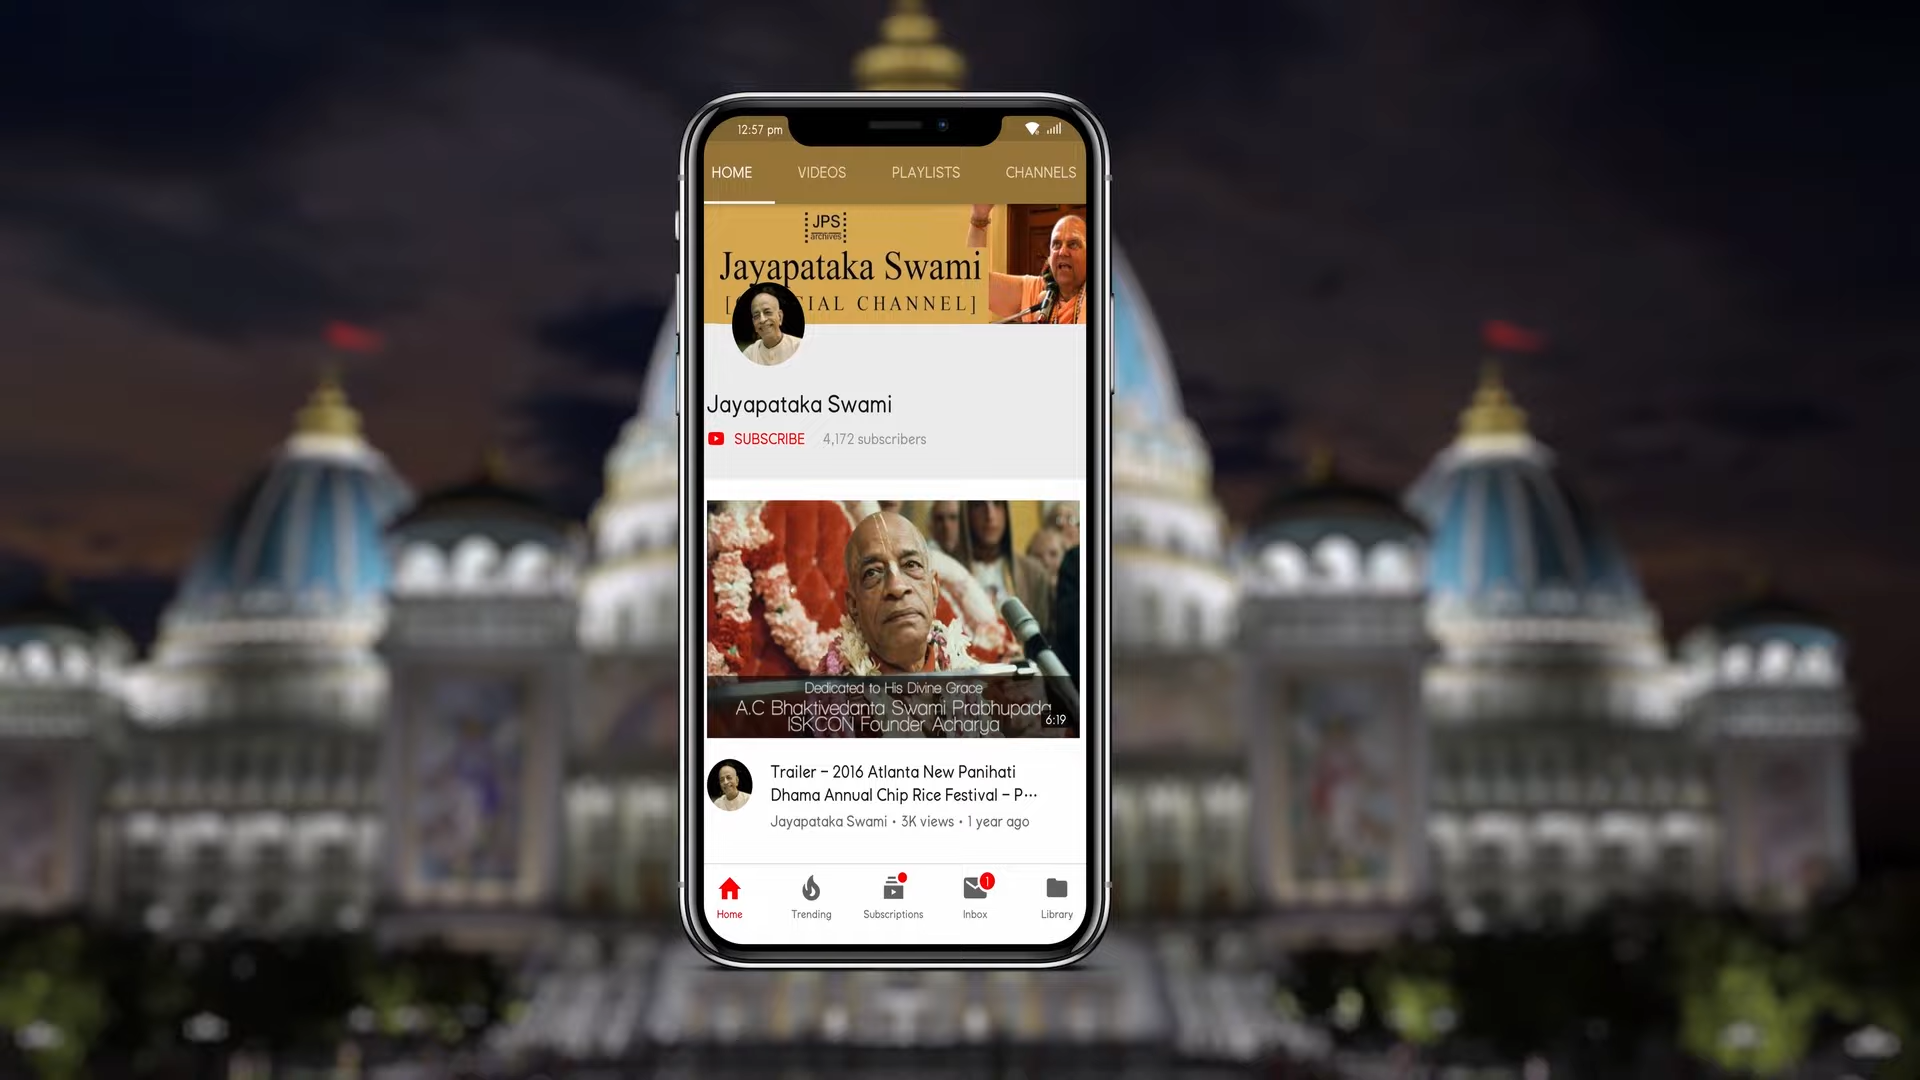 12:57 pm
HOME VIDEOS PLAYLISTS CHANNELS
JPS
archives
Jayapataka Swami
CIAL CHANNEL]
Jayapataka Swami
SUBSCRIBE 4,172 subscribers
Dedicated to His Divine Grace
A.C Bhaktivedanta Swami Prabhupada
ISKCON Founder Acharya
6:19
Trailer – 2016 Atlanta New Panihati
Dhama Annual Chip Rice Festival – P…
Jayapataka Swami • 3K views • 1 year ago
1
Home Trending Subscriptions Inbox Library